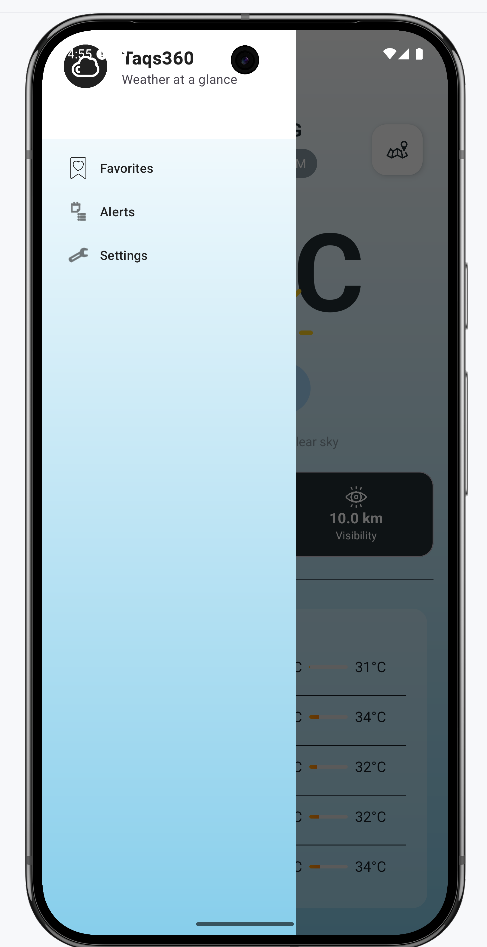 4:55
Taqs360
Weather at a glance
G
M
Favorites
Alerts
Settings
C
lear sky
10.0 km
Visibility
C 31°C
C 34°C
C 32°C
C 32°C
C 34°C